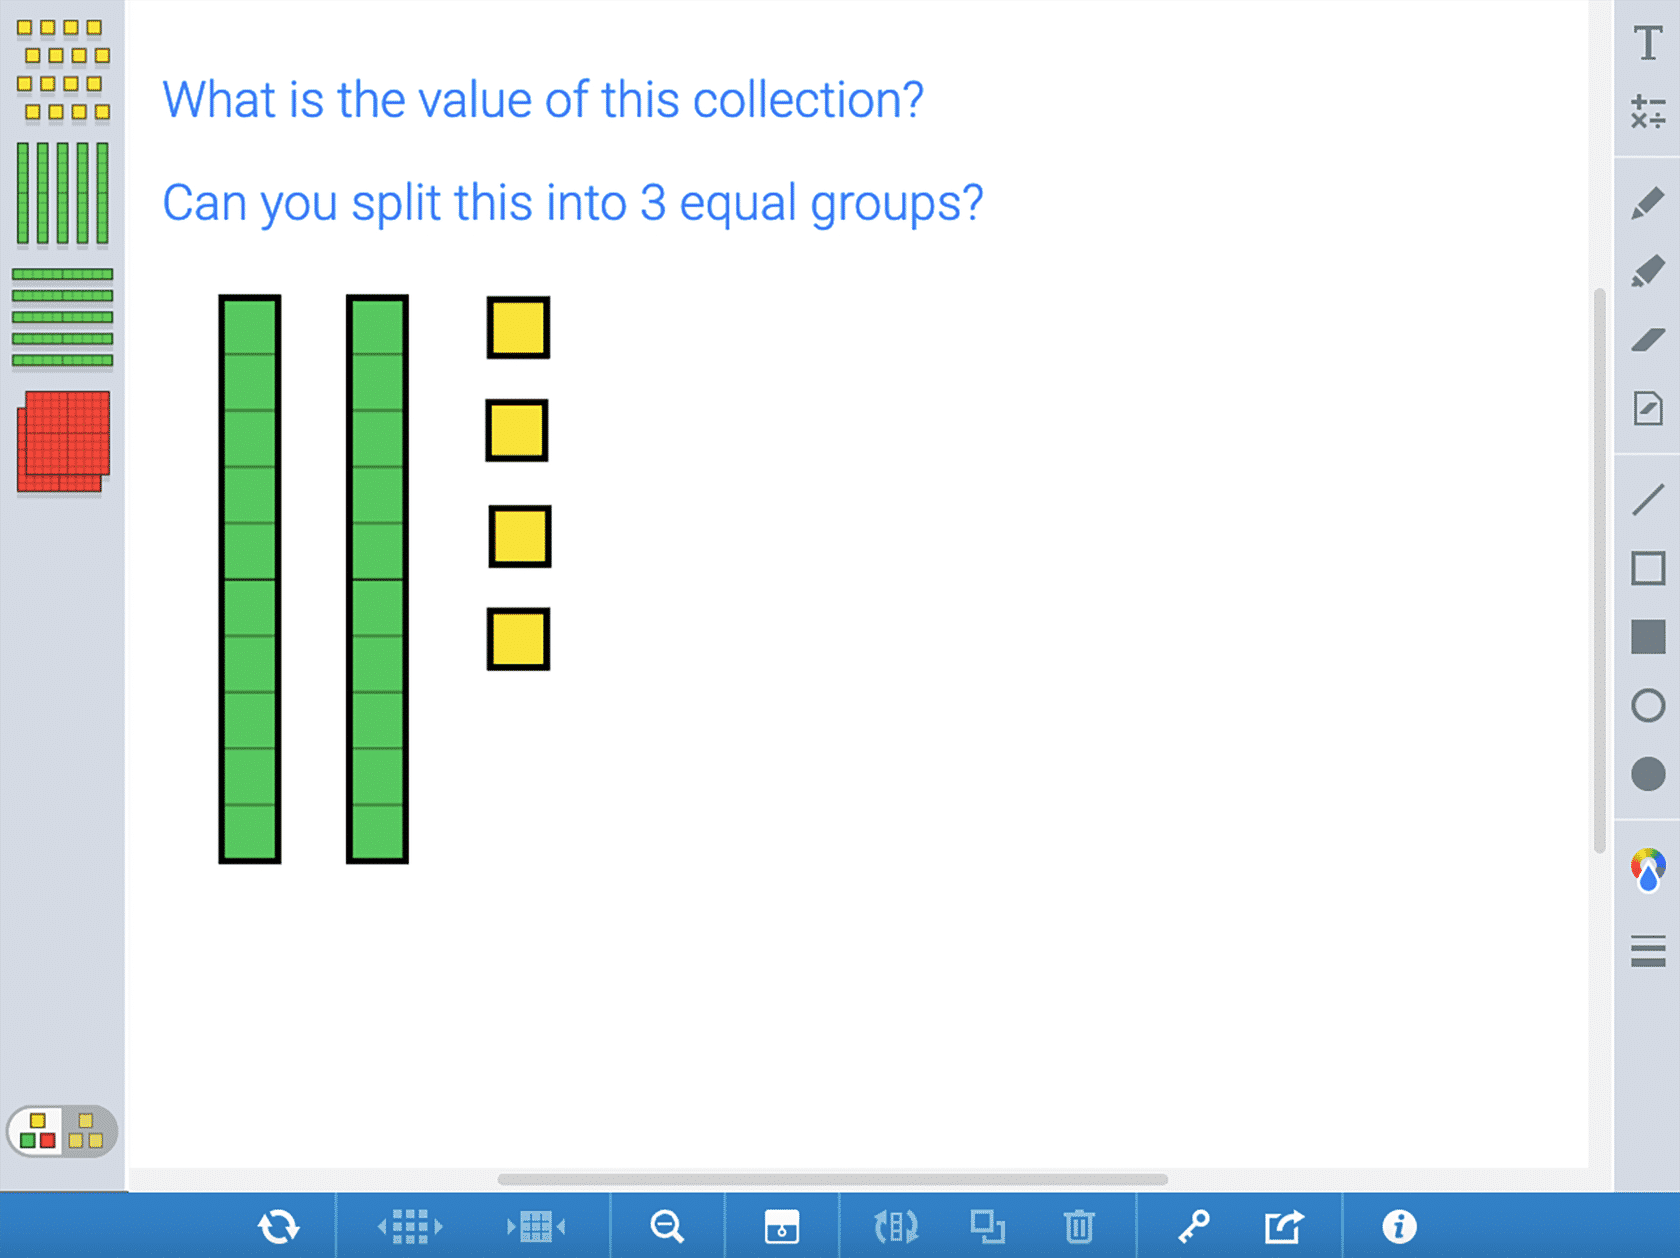 What is the value of this collection?
Can you split this into 3 equal groups?